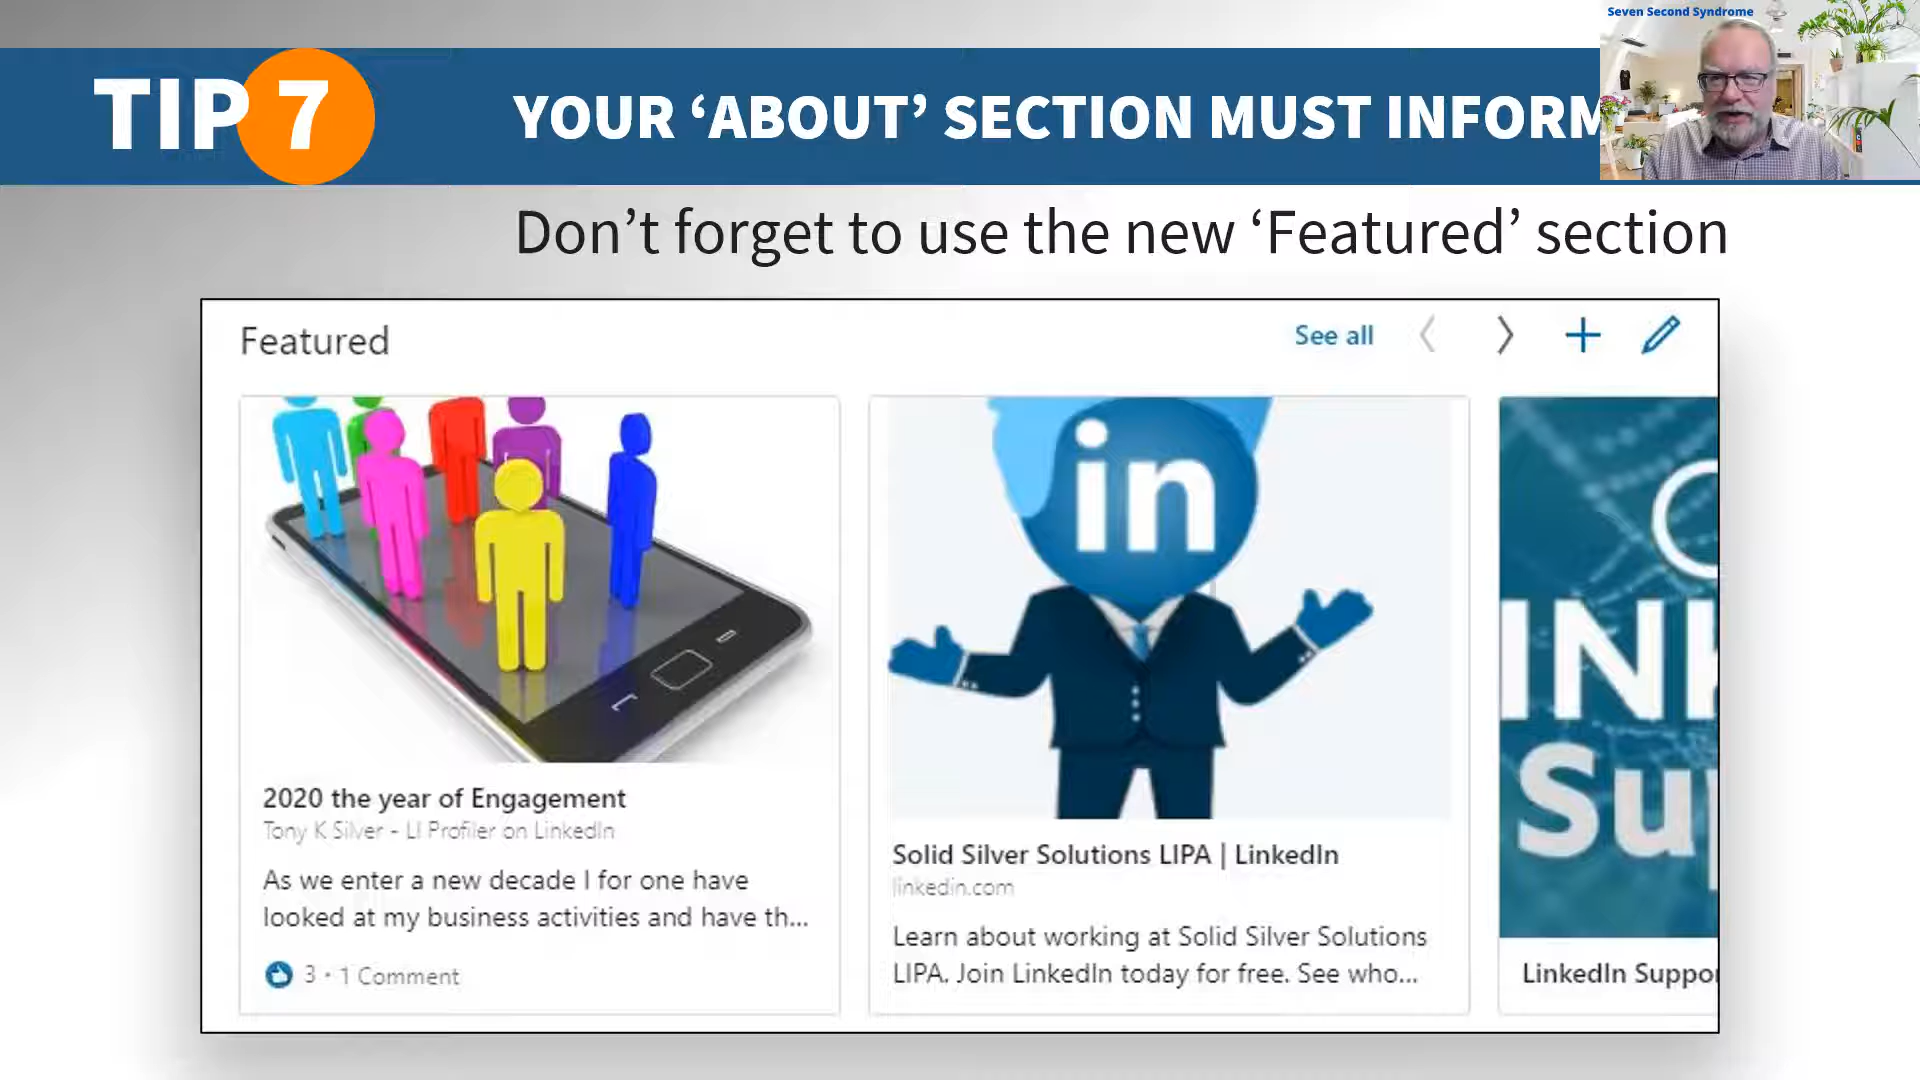 Seven Second Syndrome
TIP 7
YOUR ‘ABOUT’ SECTION MUST INFORM
Don’t forget to use the new ‘Featured’ section
Featured
See all
in
2020 the year of Engagement
Tony K Silver - LI Profiler on LinkedIn
As we enter a new decade I for one have
looked at my business activities and have th...
3 · 1 Comment
Solid Silver Solutions LIPA | LinkedIn
linkedin.com
Learn about working at Solid Silver Solutions
LIPA. Join LinkedIn today for free. See who...
INK
Su
LinkedIn Suppo